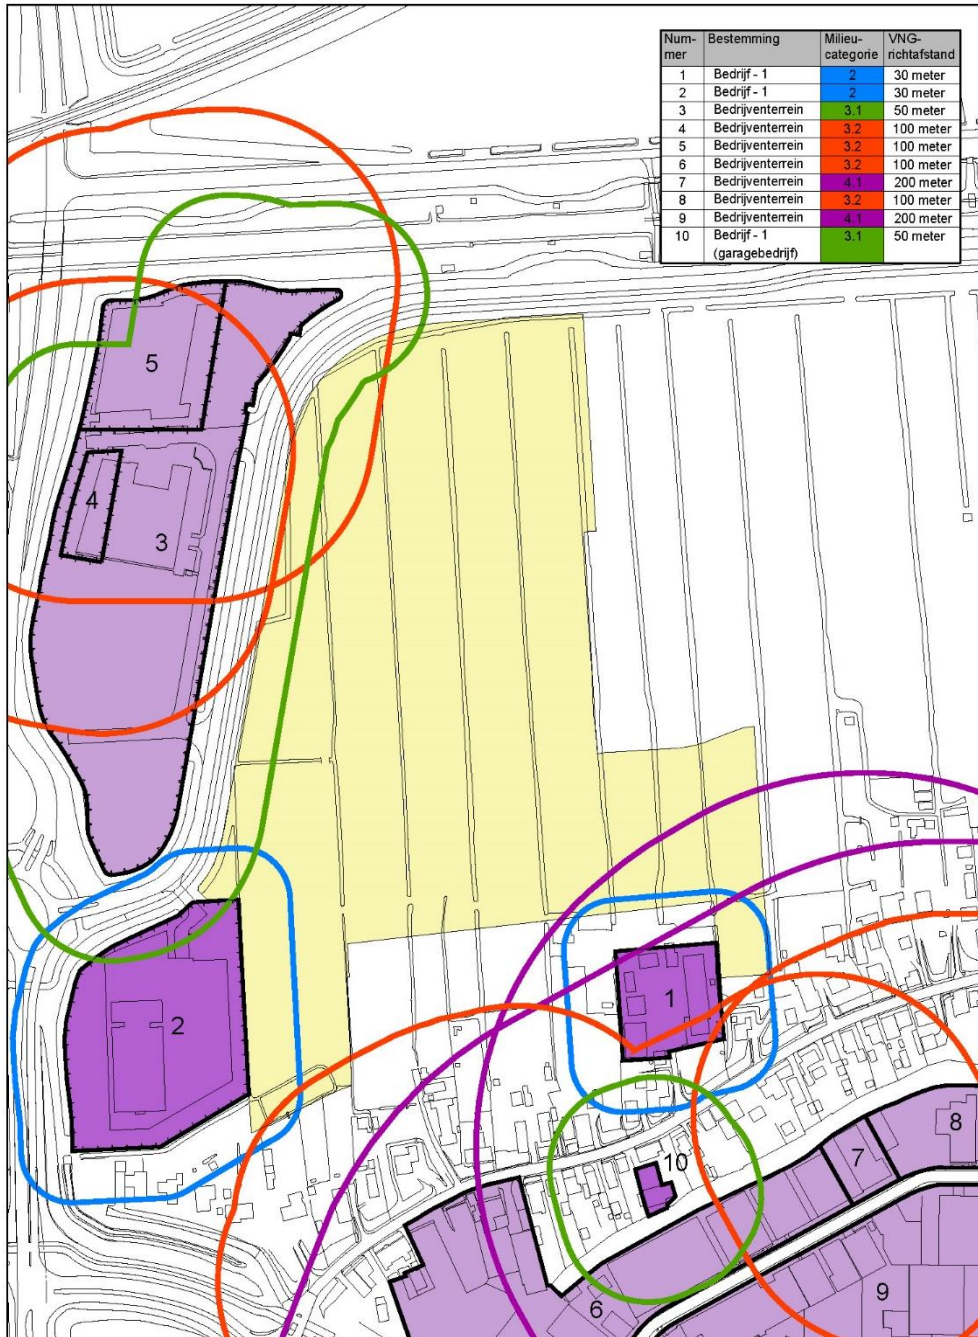 Num-mer Bestemming Milieu-categorie VNG-richtafstand
1 Bedrijf - 1 2 30 meter
2 Bedrijf - 1 2 30 meter
3 Bedrijventerrein 3.1 50 meter
4 Bedrijventerrein 3.2 100 meter
5 Bedrijventerrein 3.2 100 meter
6 Bedrijventerrein 3.2 100 meter
7 Bedrijventerrein 4.1 200 meter
8 Bedrijventerrein 3.2 100 meter
9 Bedrijventerrein 4.1 200 meter
10 Bedrijf - 1 3.1 50 meter
(garagebedrijf)
5
4
3
1
2
8
7
10
6
9